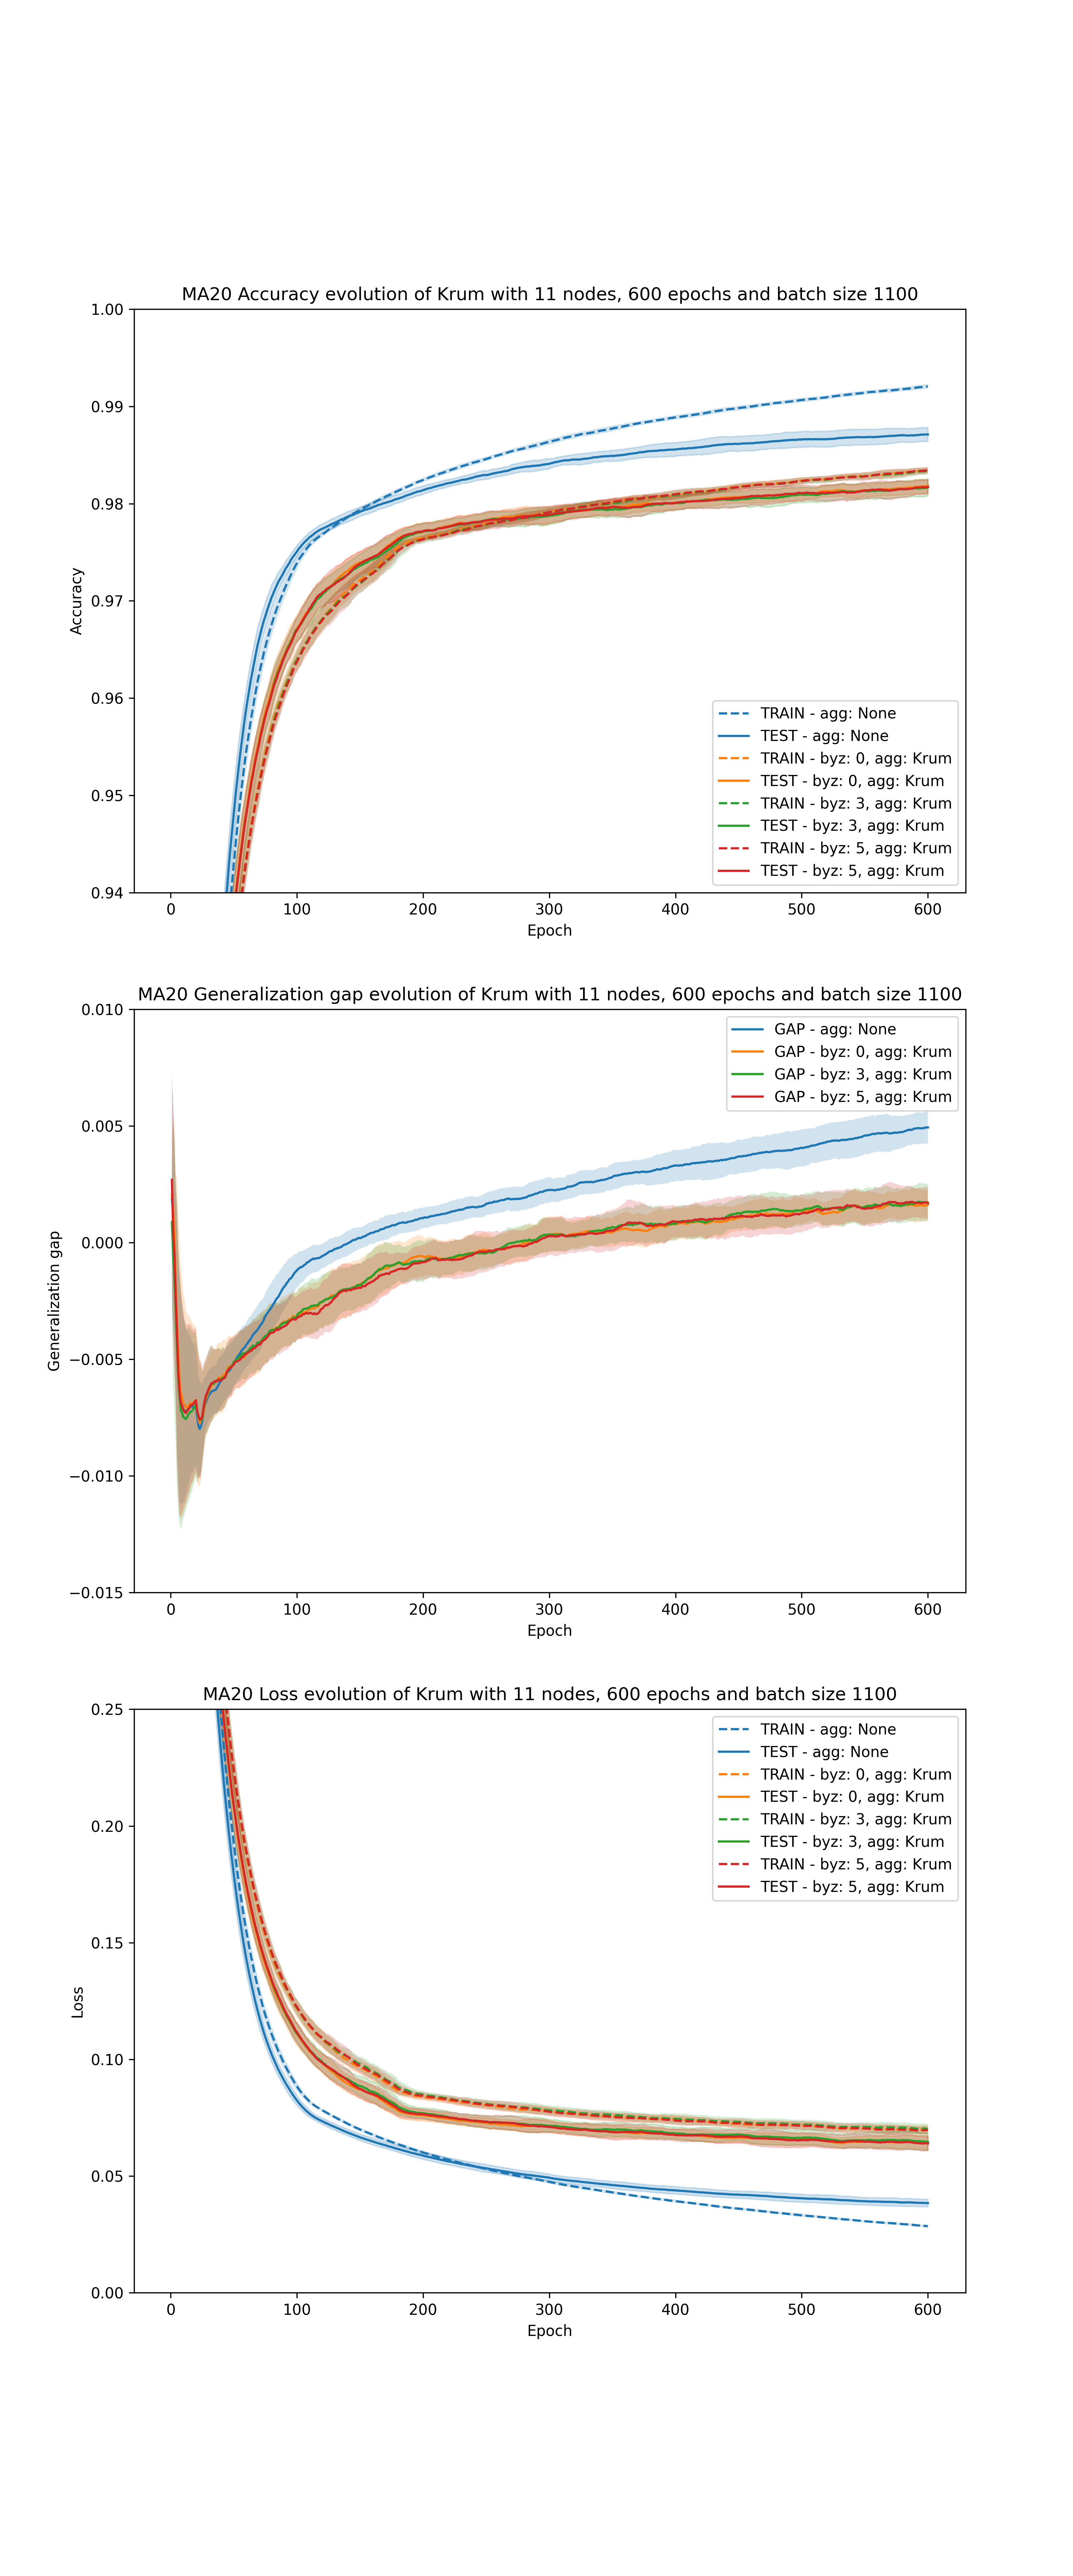 MA20 Accuracy evolution of Krum with 11 nodes, 600 epochs and batch size 1100
1.00
0.99
0.98
0.97
0.96
0.95
0.94
Accuracy
TRAIN - agg: None
TEST - agg: None
TRAIN - byz: 0, agg: Krum
TEST - byz: 0, agg: Krum
TRAIN - byz: 3, agg: Krum
TEST - byz: 3, agg: Krum
TRAIN - byz: 5, agg: Krum
TEST - byz: 5, agg: Krum
0 100 200 300 400 500 600
Epoch
MA20 Generalization gap evolution of Krum with 11 nodes, 600 epochs and batch size 1100
0.010
0.005
0.000
−0.005
−0.010
−0.015
Generalization gap
GAP - agg: None
GAP - byz: 0, agg: Krum
GAP - byz: 3, agg: Krum
GAP - byz: 5, agg: Krum
0 100 200 300 400 500 600
Epoch
MA20 Loss evolution of Krum with 11 nodes, 600 epochs and batch size 1100
0.25
0.20
0.15
0.10
0.05
0.00
Loss
TRAIN - agg: None
TEST - agg: None
TRAIN - byz: 0, agg: Krum
TEST - byz: 0, agg: Krum
TRAIN - byz: 3, agg: Krum
TEST - byz: 3, agg: Krum
TRAIN - byz: 5, agg: Krum
TEST - byz: 5, agg: Krum
0 100 200 300 400 500 600
Epoch